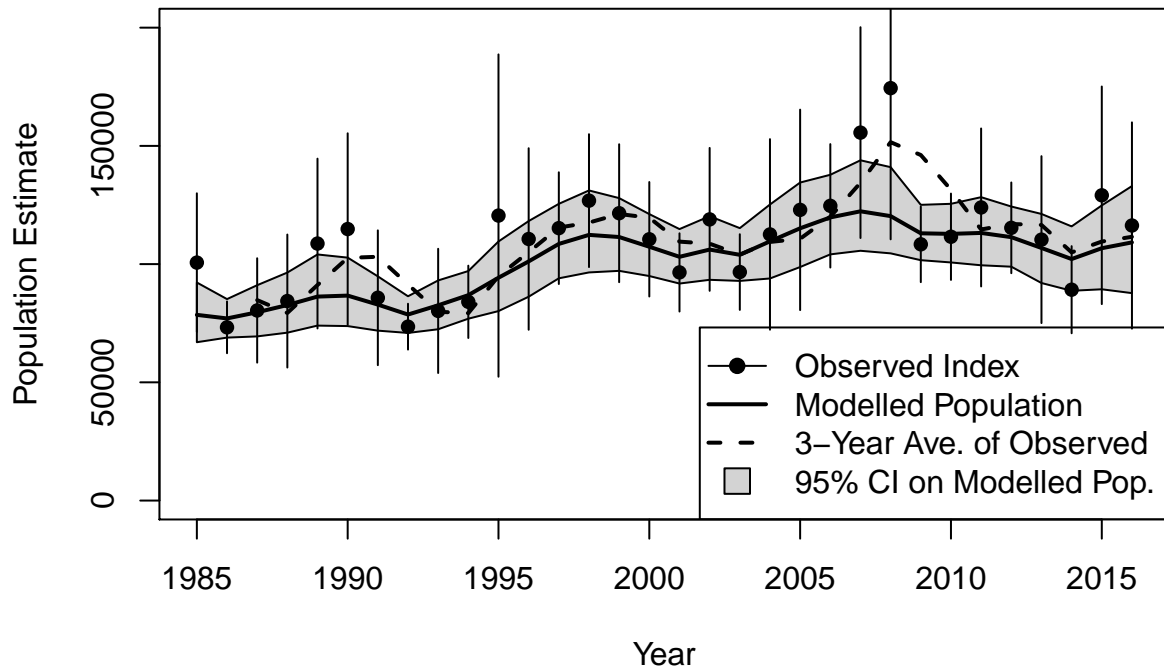 Population Estimate
150000
50000
0
1985 1990 1995 2000 2005 2010 2015
Year
Observed Index
Modelled Population
3−Year Ave. of Observed
95% CI on Modelled Pop.